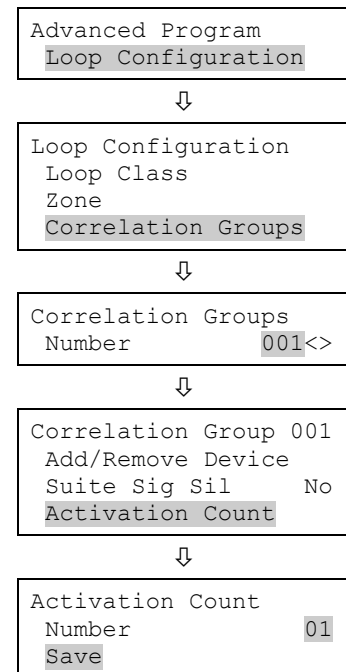 Advanced Program
Loop Configuration
⇩
Loop Configuration
Loop Class
Zone
Correlation Groups
⇩
Correlation Groups
Number 001<>
⇩
Correlation Group 001
Add/Remove Device
Suite Sig Sil No
Activation Count
⇩
Activation Count
Number 01
Save